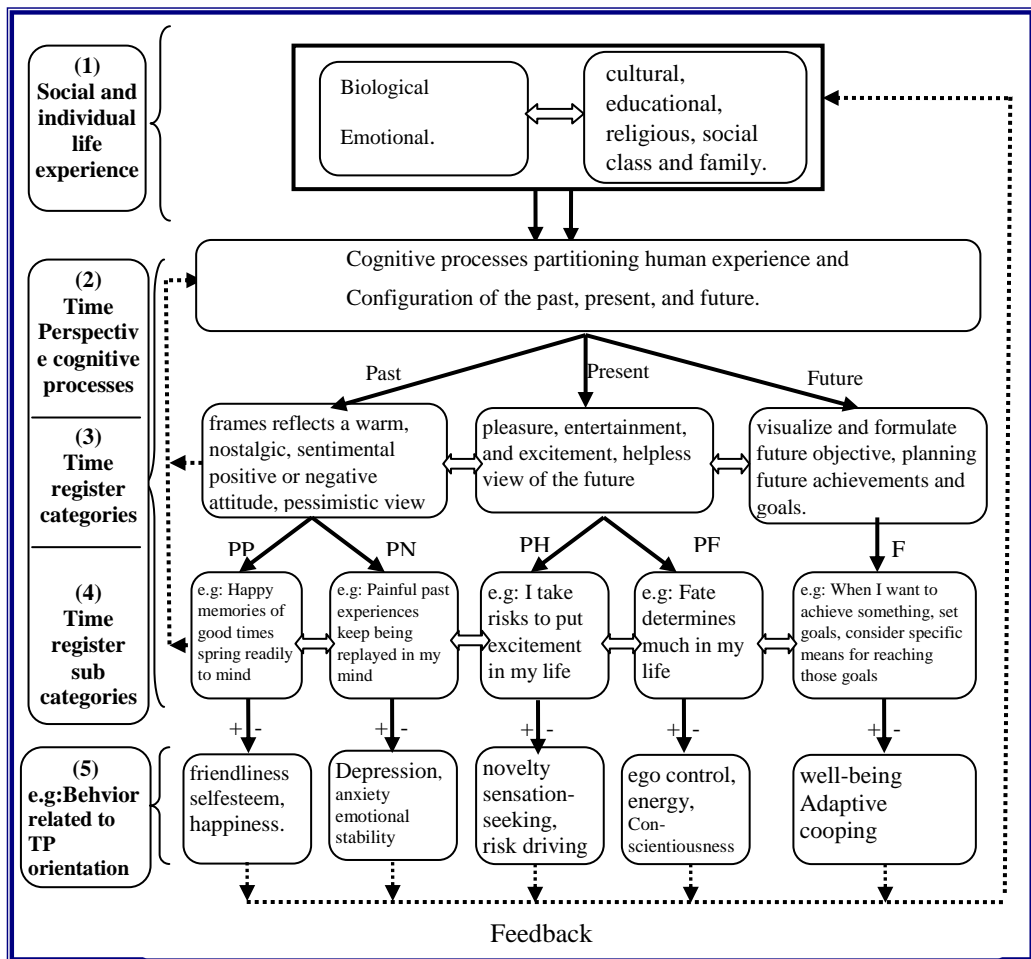 (1)
Social and
individual
life
experience
Biological
Emotional.
cultural,
educational,
religious, social
class and family.
(2)
Time
Perspectiv
e cognitive
processes
Cognitive processes partitioning human experience and
Configuration of the past, present, and future.
Past
Present
Future
(3)
Time
register
categories
frames reflects a warm,
nostalgic, sentimental
positive or negative
attitude, pessimistic view
pleasure, entertainment,
and excitement, helpless
view of the future
visualize and formulate
future objective, planning
future achievements and
goals.
PP
PN
PH
PF
F
(4)
Time
register
sub
categories
e.g: Happy
memories of
good times
spring readily
to mind
e.g: Painful past
experiences
keep being
replayed in my
mind
e.g: I take
risks to put
excitement
in my life
e.g: Fate
determines
much in my
life
e.g: When I want to
achieve something, set
goals, consider specific
means for reaching
those goals
+ -
+ -
+ -
+ -
+ -
(5)
e.g:Behvior
related to
TP
orientation
friendliness
selfesteem,
happiness.
Depression,
anxiety
emotional
stability
novelty
sensation-
seeking,
risk driving
ego control,
energy,
Con-
scientiousness
well-being
Adaptive
cooping
Feedback